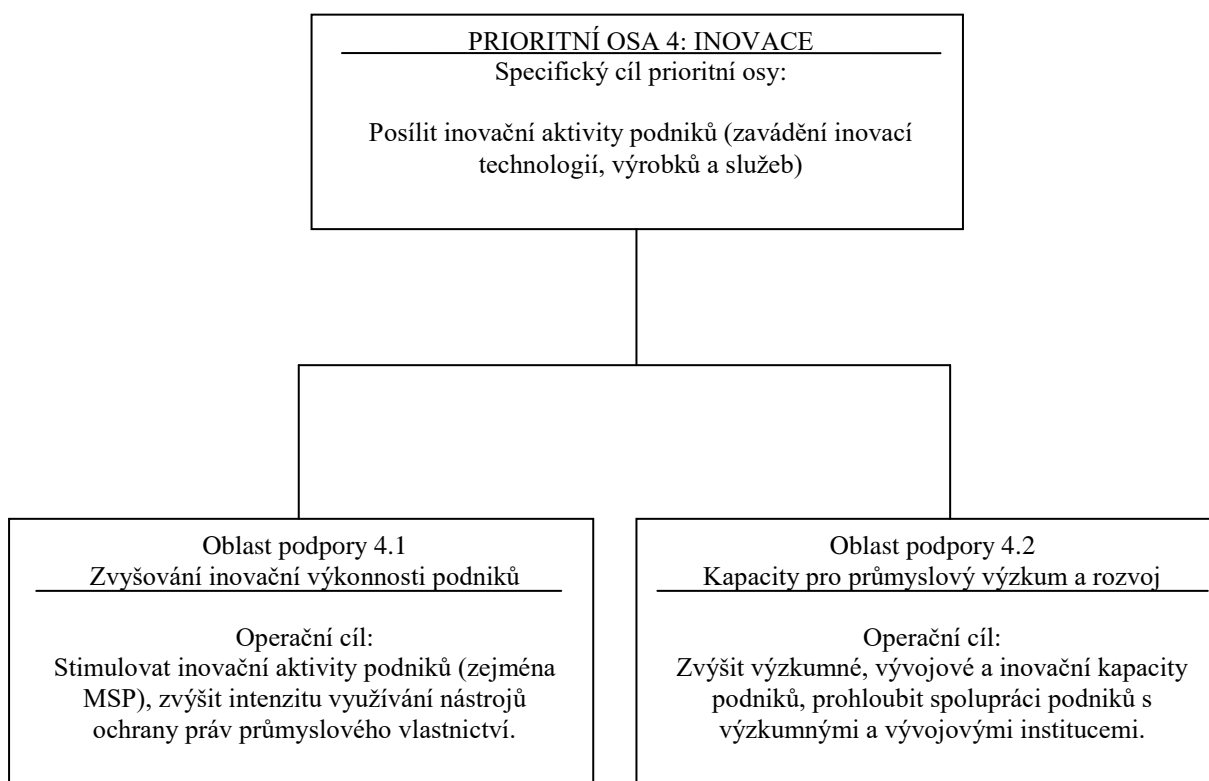 PRIORITNÍ OSA 4: INOVACE
Specifický cíl prioritní osy:
Posílit inovační aktivity podniků (zavádění inovací
technologií, výrobků a služeb)
Oblast podpory 4.1
Zvyšování inovační výkonnosti podniků
Operační cíl:
Stimulovat inovační aktivity podniků (zejména
MSP), zvýšit intenzitu využívání nástrojů
ochrany práv průmyslového vlastnictví.
Oblast podpory 4.2
Kapacity pro průmyslový výzkum a rozvoj
Operační cíl:
Zvýšit výzkumné, vývojové a inovační kapacity
podniků, prohloubit spolupráci podniků s
výzkumnými a vývojovými institucemi.